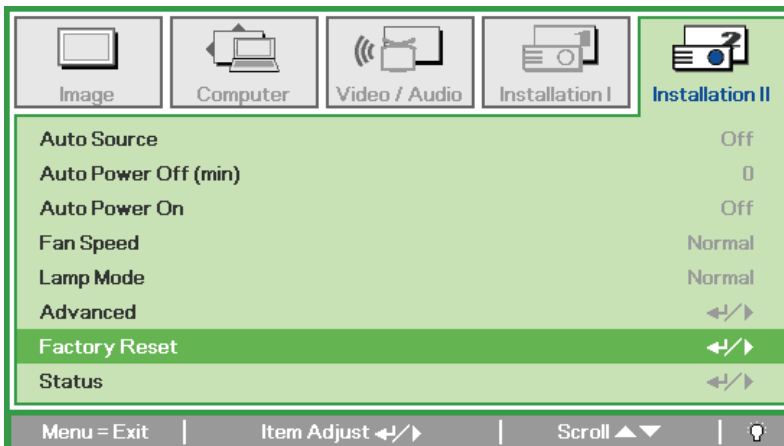 Image Computer Video / Audio Installation I Installation II
Auto Source Off
Auto Power Off (min) 0
Auto Power On Off
Fan Speed Normal
Lamp Mode Normal
Advanced
Factory Reset
Status
Menu = Exit Item Adjust Scroll